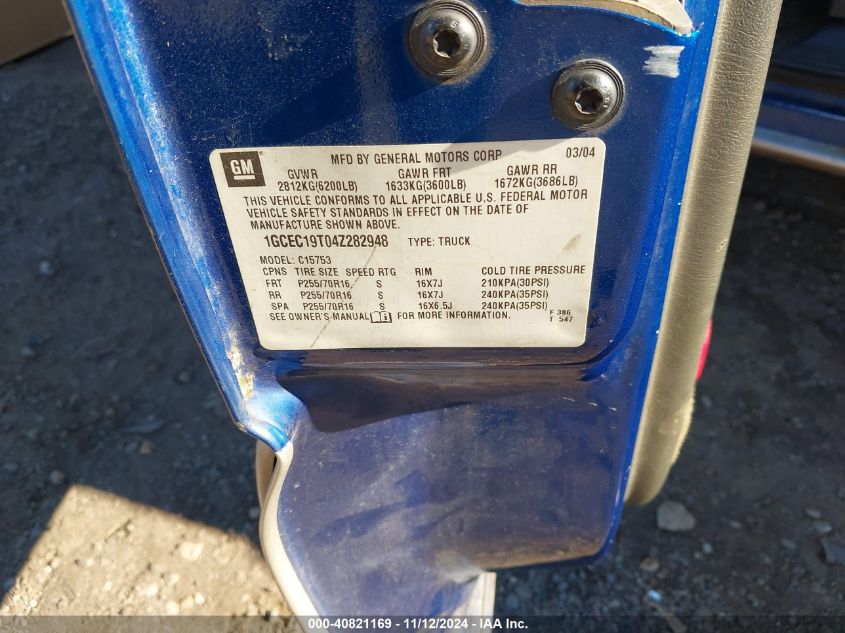 GM
MFD BY GENERAL MOTORS CORP 03/04
GVWR GAWR FRT GAWR RR
2812KG(6200LB) 1633KG(3600LB) 1672KG(3686LB)
THIS VEHICLE CONFORMS TO ALL APPLICABLE U.S. FEDERAL MOTOR
VEHICLE SAFETY STANDARDS IN EFFECT ON THE DATE OF
MANUFACTURE SHOWN ABOVE.
1GCEC19T04Z282948 TYPE: TRUCK
MODEL: C15753
CPNS TIRE SIZE SPEED RTG RIM COLD TIRE PRESSURE
FRT P255/70R16 S 16X7J 210KPA(30PSI)
RR P255/70R16 S 16X7J 240KPA(35PSI)
SPA P255/70R16 S 16X6.5J 240KPA(35PSI)
SEE OWNER'S MANUAL FOR MORE INFORMATION. F 386
T 547
000-40821169 - 11/12/2024 - IAA Inc.